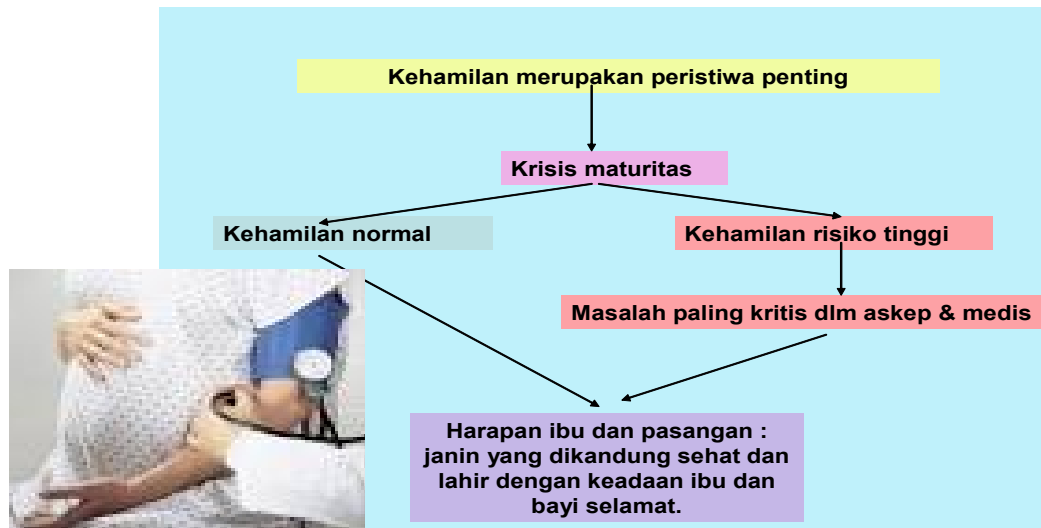 Kehamilan merupakan peristiwa penting
Krisis maturitas
Kehamilan normal
Kehamilan risiko tinggi
Masalah paling kritis dlm askep & medis
Harapan ibu dan pasangan :
janin yang dikandung sehat dan
lahir dengan keadaan ibu dan
bayi selamat.